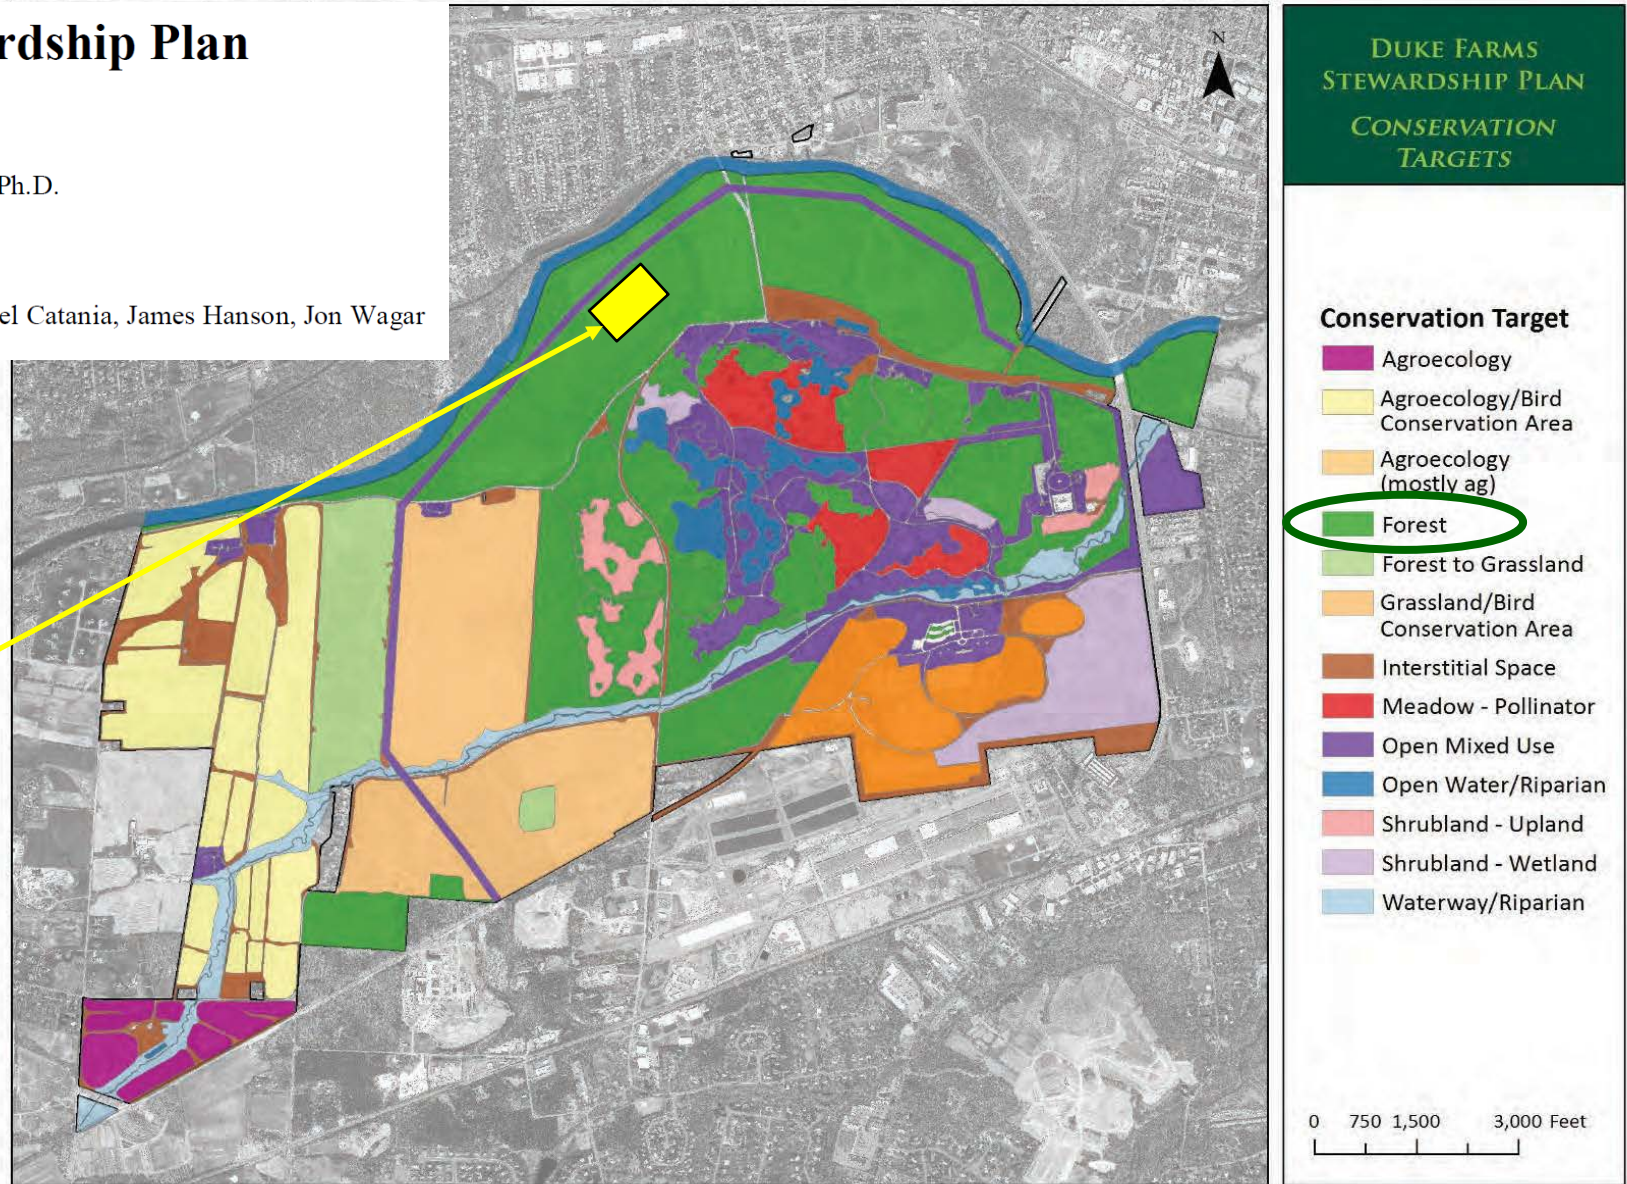 rdship Plan
Ph.D.
el Catania, James Hanson, Jon Wagar
N
DUKE FARMS
STEWARDSHIP PLAN
CONSERVATION
TARGETS
Conservation Target
Agroecology
Agroecology/Bird
Conservation Area
Agroecology
(mostly ag)
Forest
Forest to Grassland
Grassland/Bird
Conservation Area
Interstitial Space
Meadow - Pollinator
Open Mixed Use
Open Water/Riparian
Shrubland - Upland
Shrubland - Wetland
Waterway/Riparian
0 750 1,500 3,000 Feet